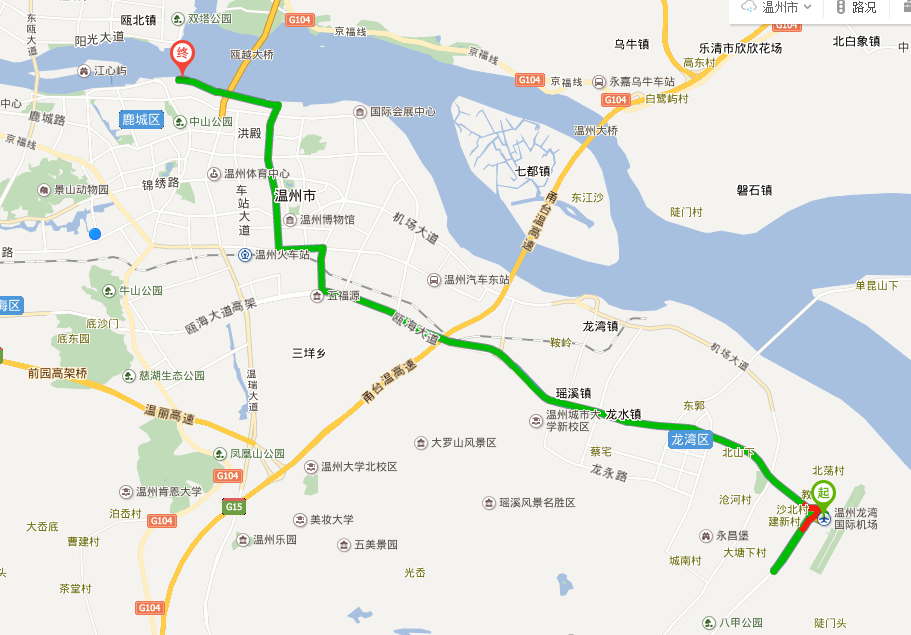 温州市
路况
瓯北镇
双塔公园
G104
京福线
G104
东瓯大道
阳光大道
瓯越大桥
乌牛镇
乐清市欣欣花场
北白象镇
中
终
京福线
高东村
江心屿
G104
京福线
永嘉乌牛车站
G104
白鹭屿村
中心
鹿城路
鹿城区
中山公园
洪殿
国际会展中心
温州大桥
京福线
温州体育中心
七都镇
景山动物园
锦绣路
车站大道
温州市
东江沙
磐石镇
温州博物馆
机场大道
甬台温高速
陡门村
路
温州火车站
温州汽车东站
牛山公园
五福源
单昆山下
海区
瓯海大道高架
瓯海大道
龙湾镇
底沙门
底东园
三垟乡
鞍岭
机场大道
前园高架桥
慈湖生态公园
温瑞大道
甬台温高速
瑶溪镇
温丽高速
温州城市大学新校区
龙水镇
东郭
大罗山风景区
龙湾区
凤凰山公园
蔡宅
北山下
G104
温州大学北校区
龙永路
北荡村
温州肯恩大学
瑶溪风景名胜区
沧河村
教
起
G15
沙北村
温州龙湾国际机场
泊岙村
G104
美妆大学
建新村
大岙底
曹建村
温州乐园
五美景园
永昌堡
大塘下村
城南村
头
茶堂村
光岙
G104
八甲公园
陡门头